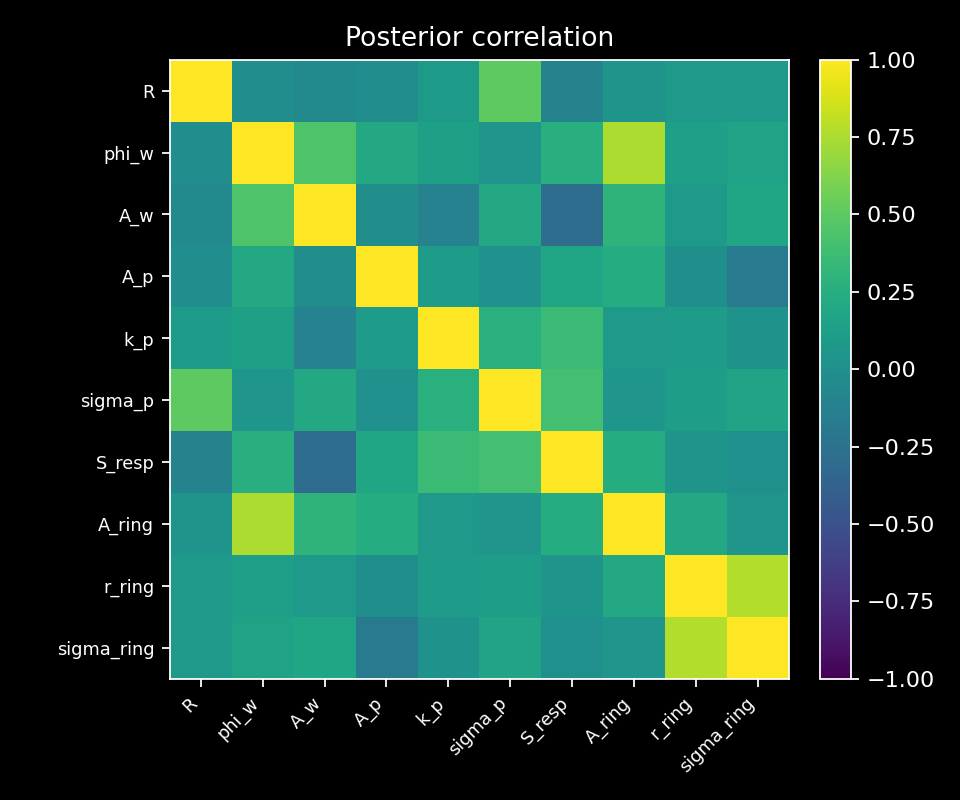 Posterior correlation
R
phi_w
A_w
A_p
k_p
sigma_p
S_resp
A_ring
r_ring
sigma_ring
R
phi_w
A_w
A_p
k_p
sigma_p
S_resp
A_ring
r_ring
sigma_ring
1.00
0.75
0.50
0.25
0.00
−0.25
−0.50
−0.75
−1.00